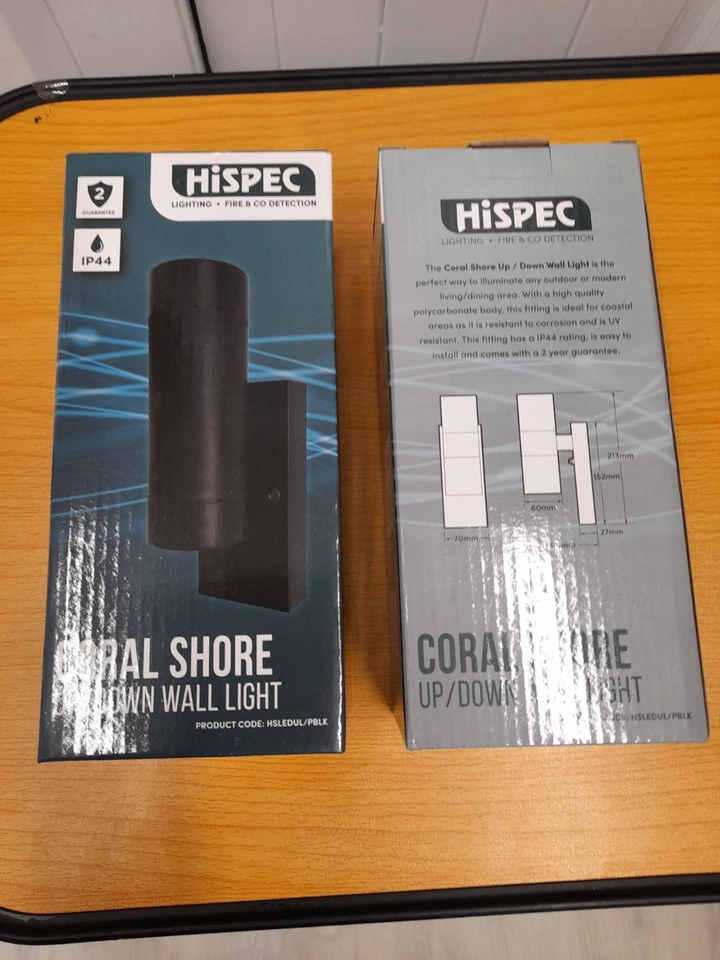 2
GUARANTEE
IP44
HiSPEC
LIGHTING • FIRE & CO DETECTION
SHORE
WALL LIGHT
PRODUCT CODE: HSLEDUL/PBLK
HiSPEC
LIGHTING • FIRE & CO DETECTION
The Coral Shore Up / Down Wall Light is the
perfect way to illuminate any outdoor or modern
living/dining area. With a high quality
polycarbonate body, this fitting is ideal for coastal
areas as it is resistant to corrosion and is UV
resistant. This fitting has a IP44 rating, is easy to
install and comes with a 2 year guarantee.
213mm
152mm
60mm
27mm
70mm
CORAL
UP/DOWN
HSLEDUL/PBLK